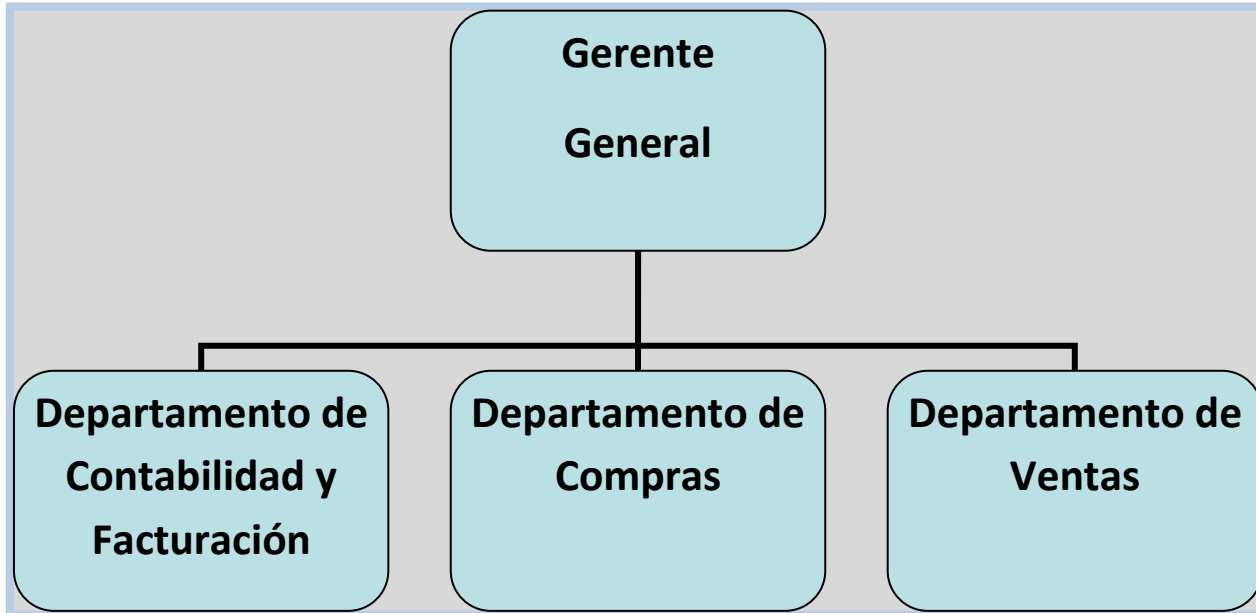 Gerente
General
Departamento de
Contabilidad y
Facturación
Departamento de
Compras
Departamento de
Ventas